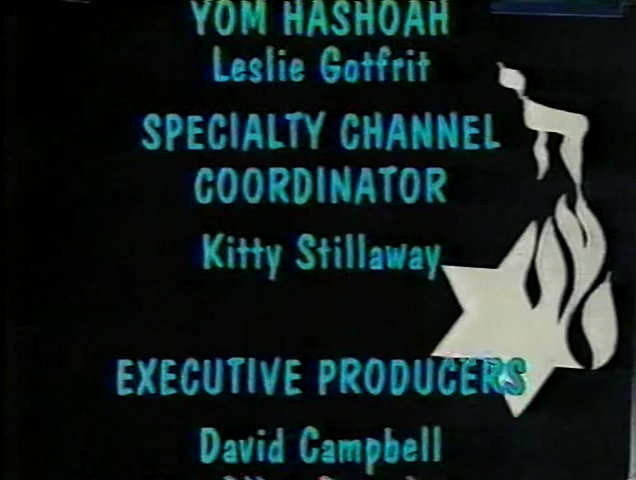 YOM HASHOAH
Leslie Gotfrit
SPECIALTY CHANNEL
COORDINATOR
Kitty Stillaway
EXECUTIVE PRODUCERS
David Campbell